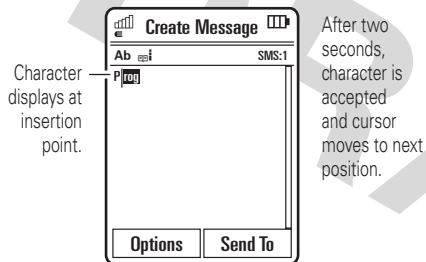 Create Message
Ab SMS:1
Prog
Options Send To
Character
displays at
insertion
point.
After two
seconds,
character is
accepted
and cursor
moves to next
position.